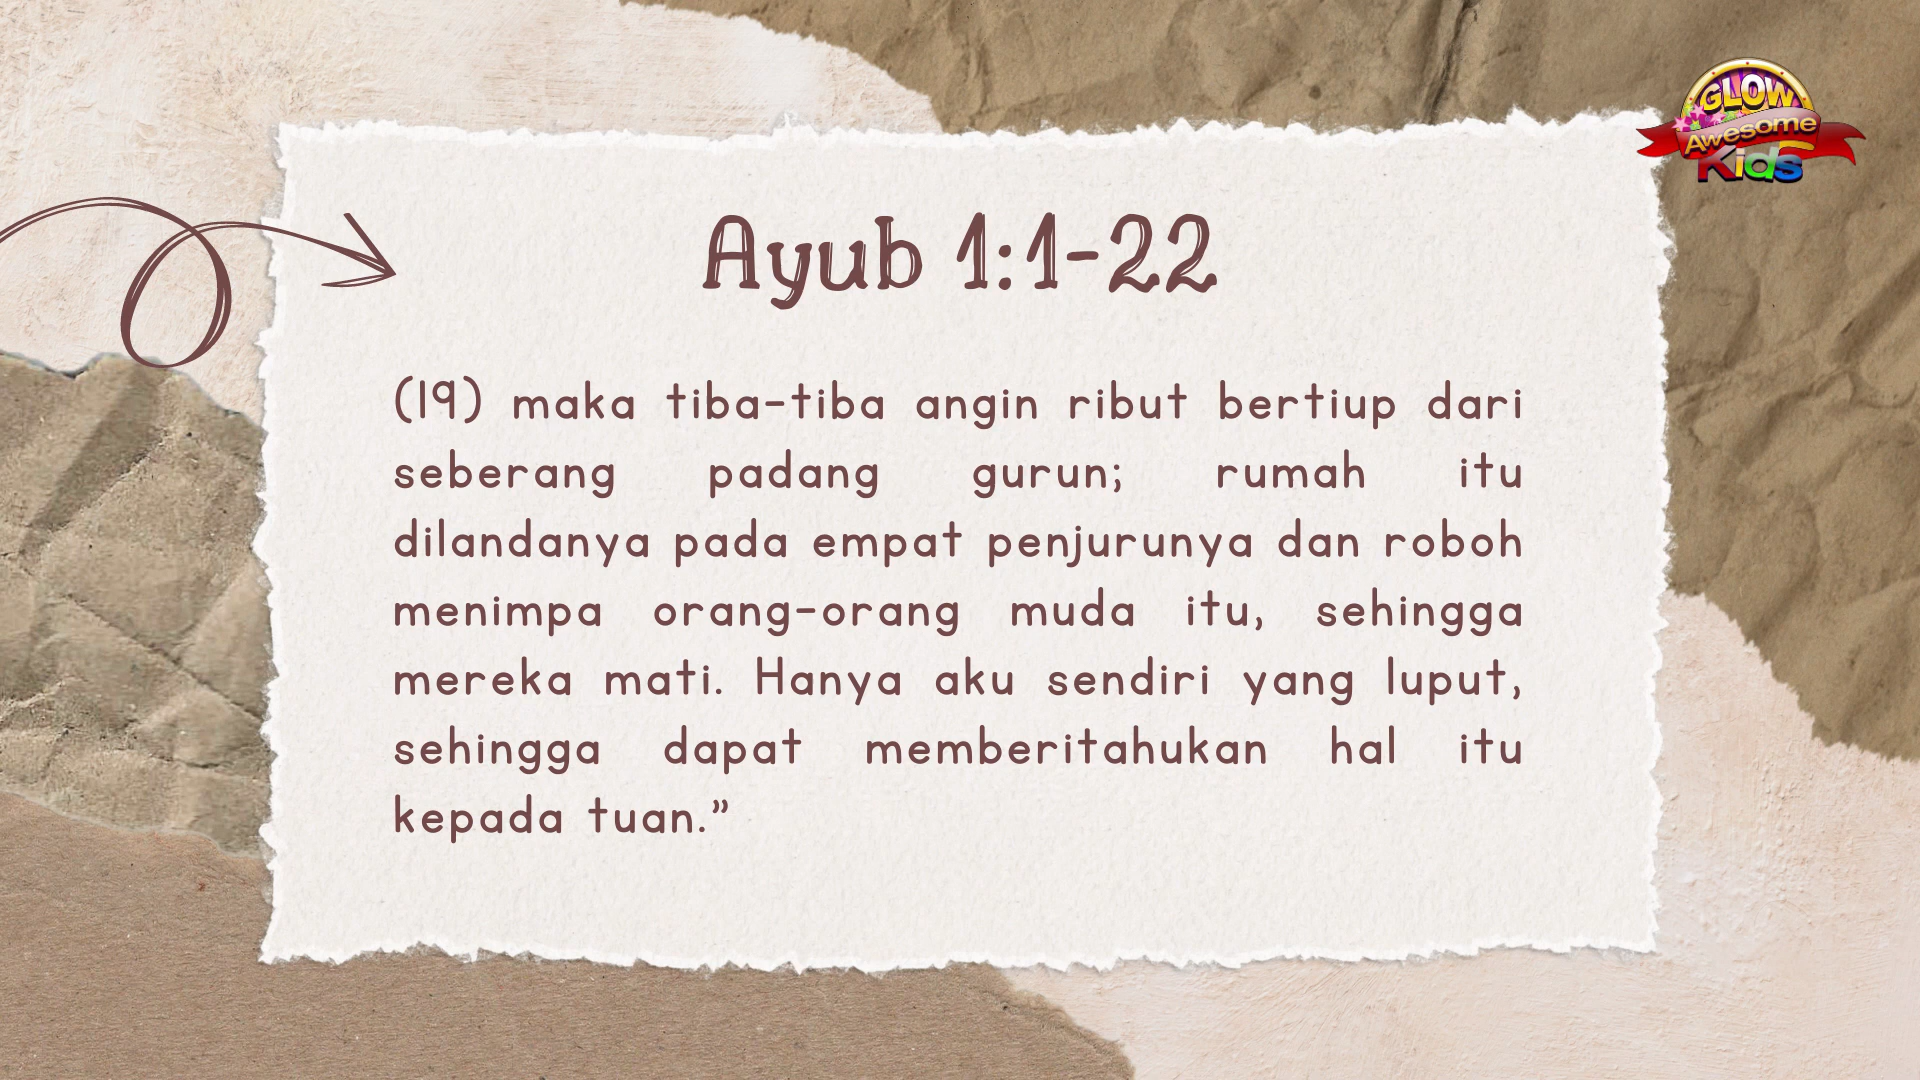 GLOW
Awesome
Kids
Ayub 1:1-22
(19) maka tiba-tiba angin ribut bertiup dari
seberang padang gurun; rumah itu
dilandanya pada empat penjurunya dan roboh
menimpa orang-orang muda itu, sehingga
mereka mati. Hanya aku sendiri yang luput,
sehingga dapat memberitahukan hal itu
kepada tuan.”